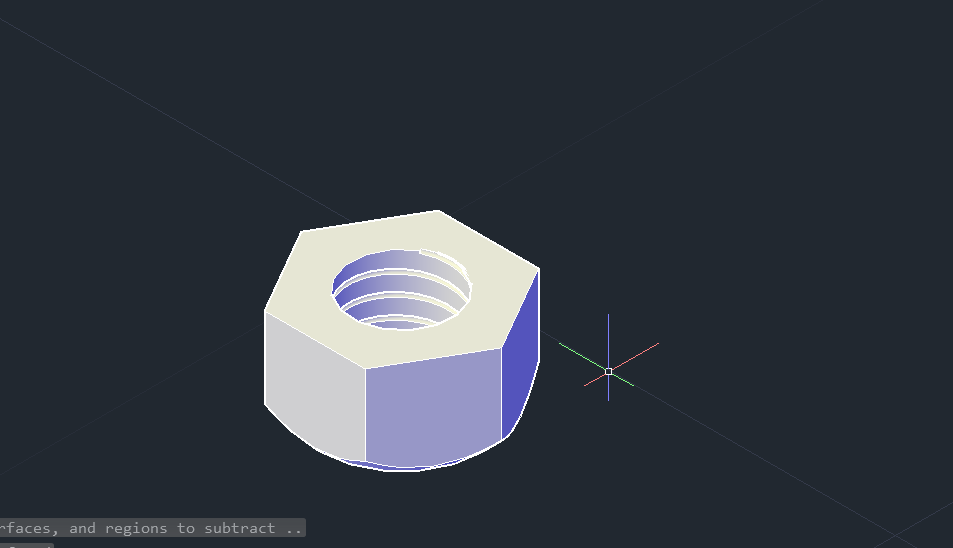 rfaces, and regions to subtract ..